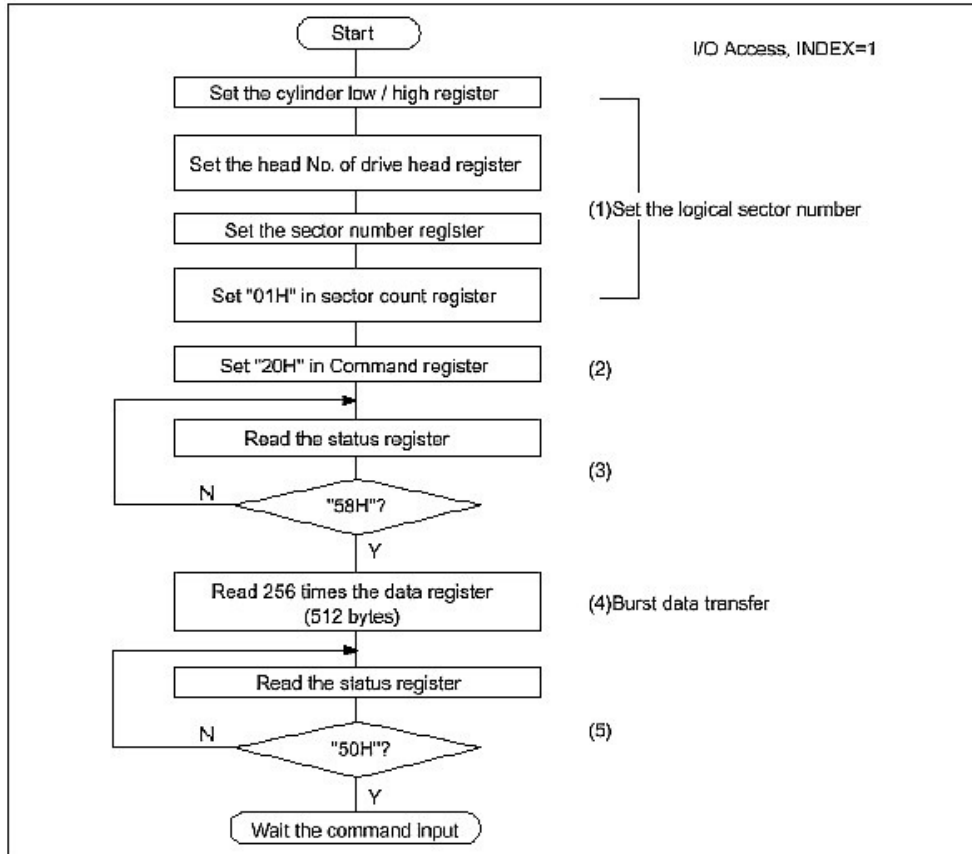 Start
I/O Access, INDEX=1
Set the cylinder low / high register
Set the head No. of drive head register
(1)Set the logical sector number
Set the sector number register
Set "01H" in sector count register
Set "20H" in Command register
(2)
Read the status register
(3)
N
"58H"?
Y
Read 256 times the data register
(512 bytes)
(4)Burst data transfer
Read the status register
(5)
N
"50H"?
Y
Wait the command input